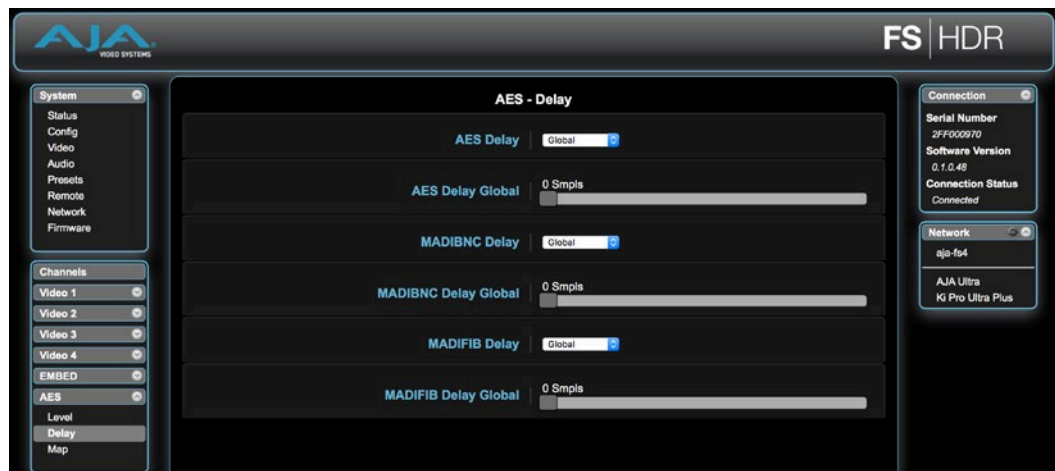 AJA
VIDEO SYSTEMS
FS|HDR
System
Status
Config
Video
Audio
Presets
Remote
Network
Firmware
Channels
Video 1
Video 2
Video 3
Video 4
EMBED
AES
Level
Delay
Map
AES - Delay
AES Delay Global
AES Delay Global 0 Smpls
MADIBNC Delay Global
MADIBNC Delay Global 0 Smpls
MADIFIB Delay Global
MADIFIB Delay Global 0 Smpls
Connection
Serial Number
2FF000970
Software Version
0.1.0.48
Connection Status
Connected
Network
aja-fs4
AJA Ultra
Ki Pro Ultra Plus